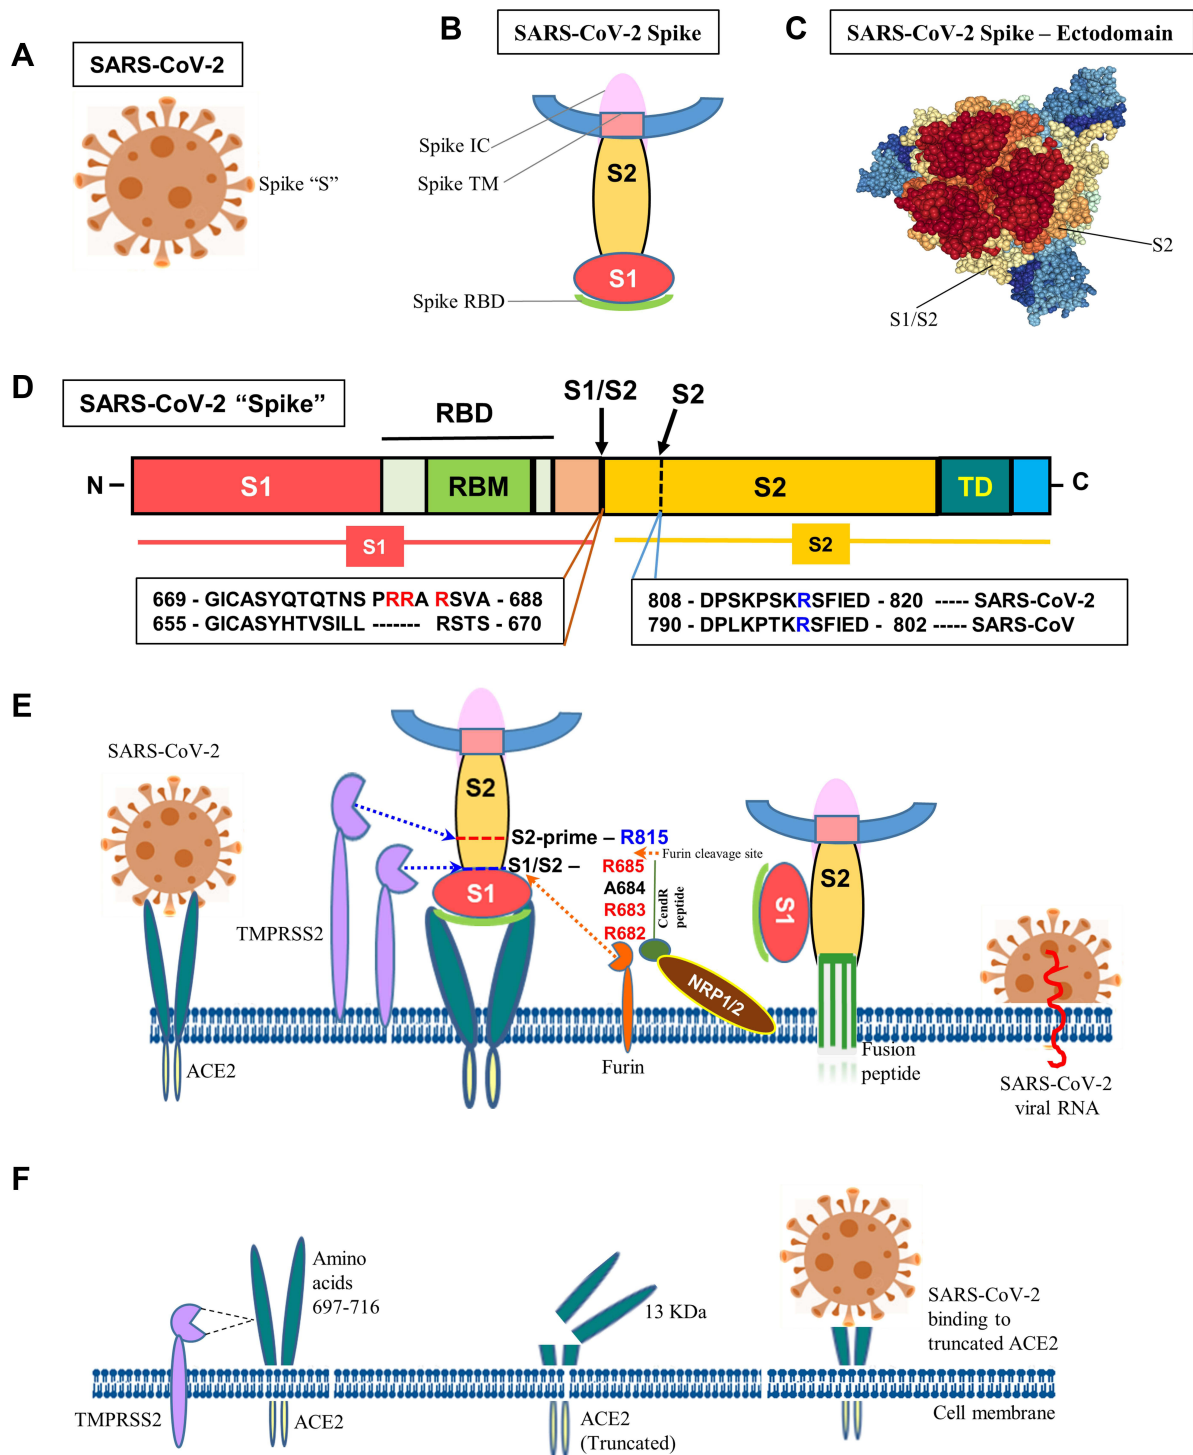 A
SARS-CoV-2
Spike “S”
B
SARS-CoV-2 Spike
Spike IC
Spike TM
S2
S1
Spike RBD
C
SARS-CoV-2 Spike – Ectodomain
S2
S1/S2
D
SARS-CoV-2 “Spike”
RBD
S1/S2
S2
N –
S1
RBM
S2
TD
– C
S1
S2
669 - GICASYQTQTNS PRRA RSVA - 688
655 - GICASYHTVSILL ------- RSTS - 670
808 - DPSKPSKRSFIED - 820 ----- SARS-CoV-2
790 - DPLKPTKRSFIED - 802 ----- SARS-CoV
E
SARS-CoV-2
ACE2
TMPRSS2
S2
S1
S2-prime – R815
S1/S2 –
Furin cleavage site
R685
A684
R683
R682
CendR
peptide
NRP1/2
Furin
S1
S2
Fusion
peptide
SARS-CoV-2
viral RNA
F
Amino
acids
697-716
TMPRSS2
ACE2
13 KDa
ACE2
(Truncated)
SARS-CoV-2
binding to
truncated ACE2
Cell membrane